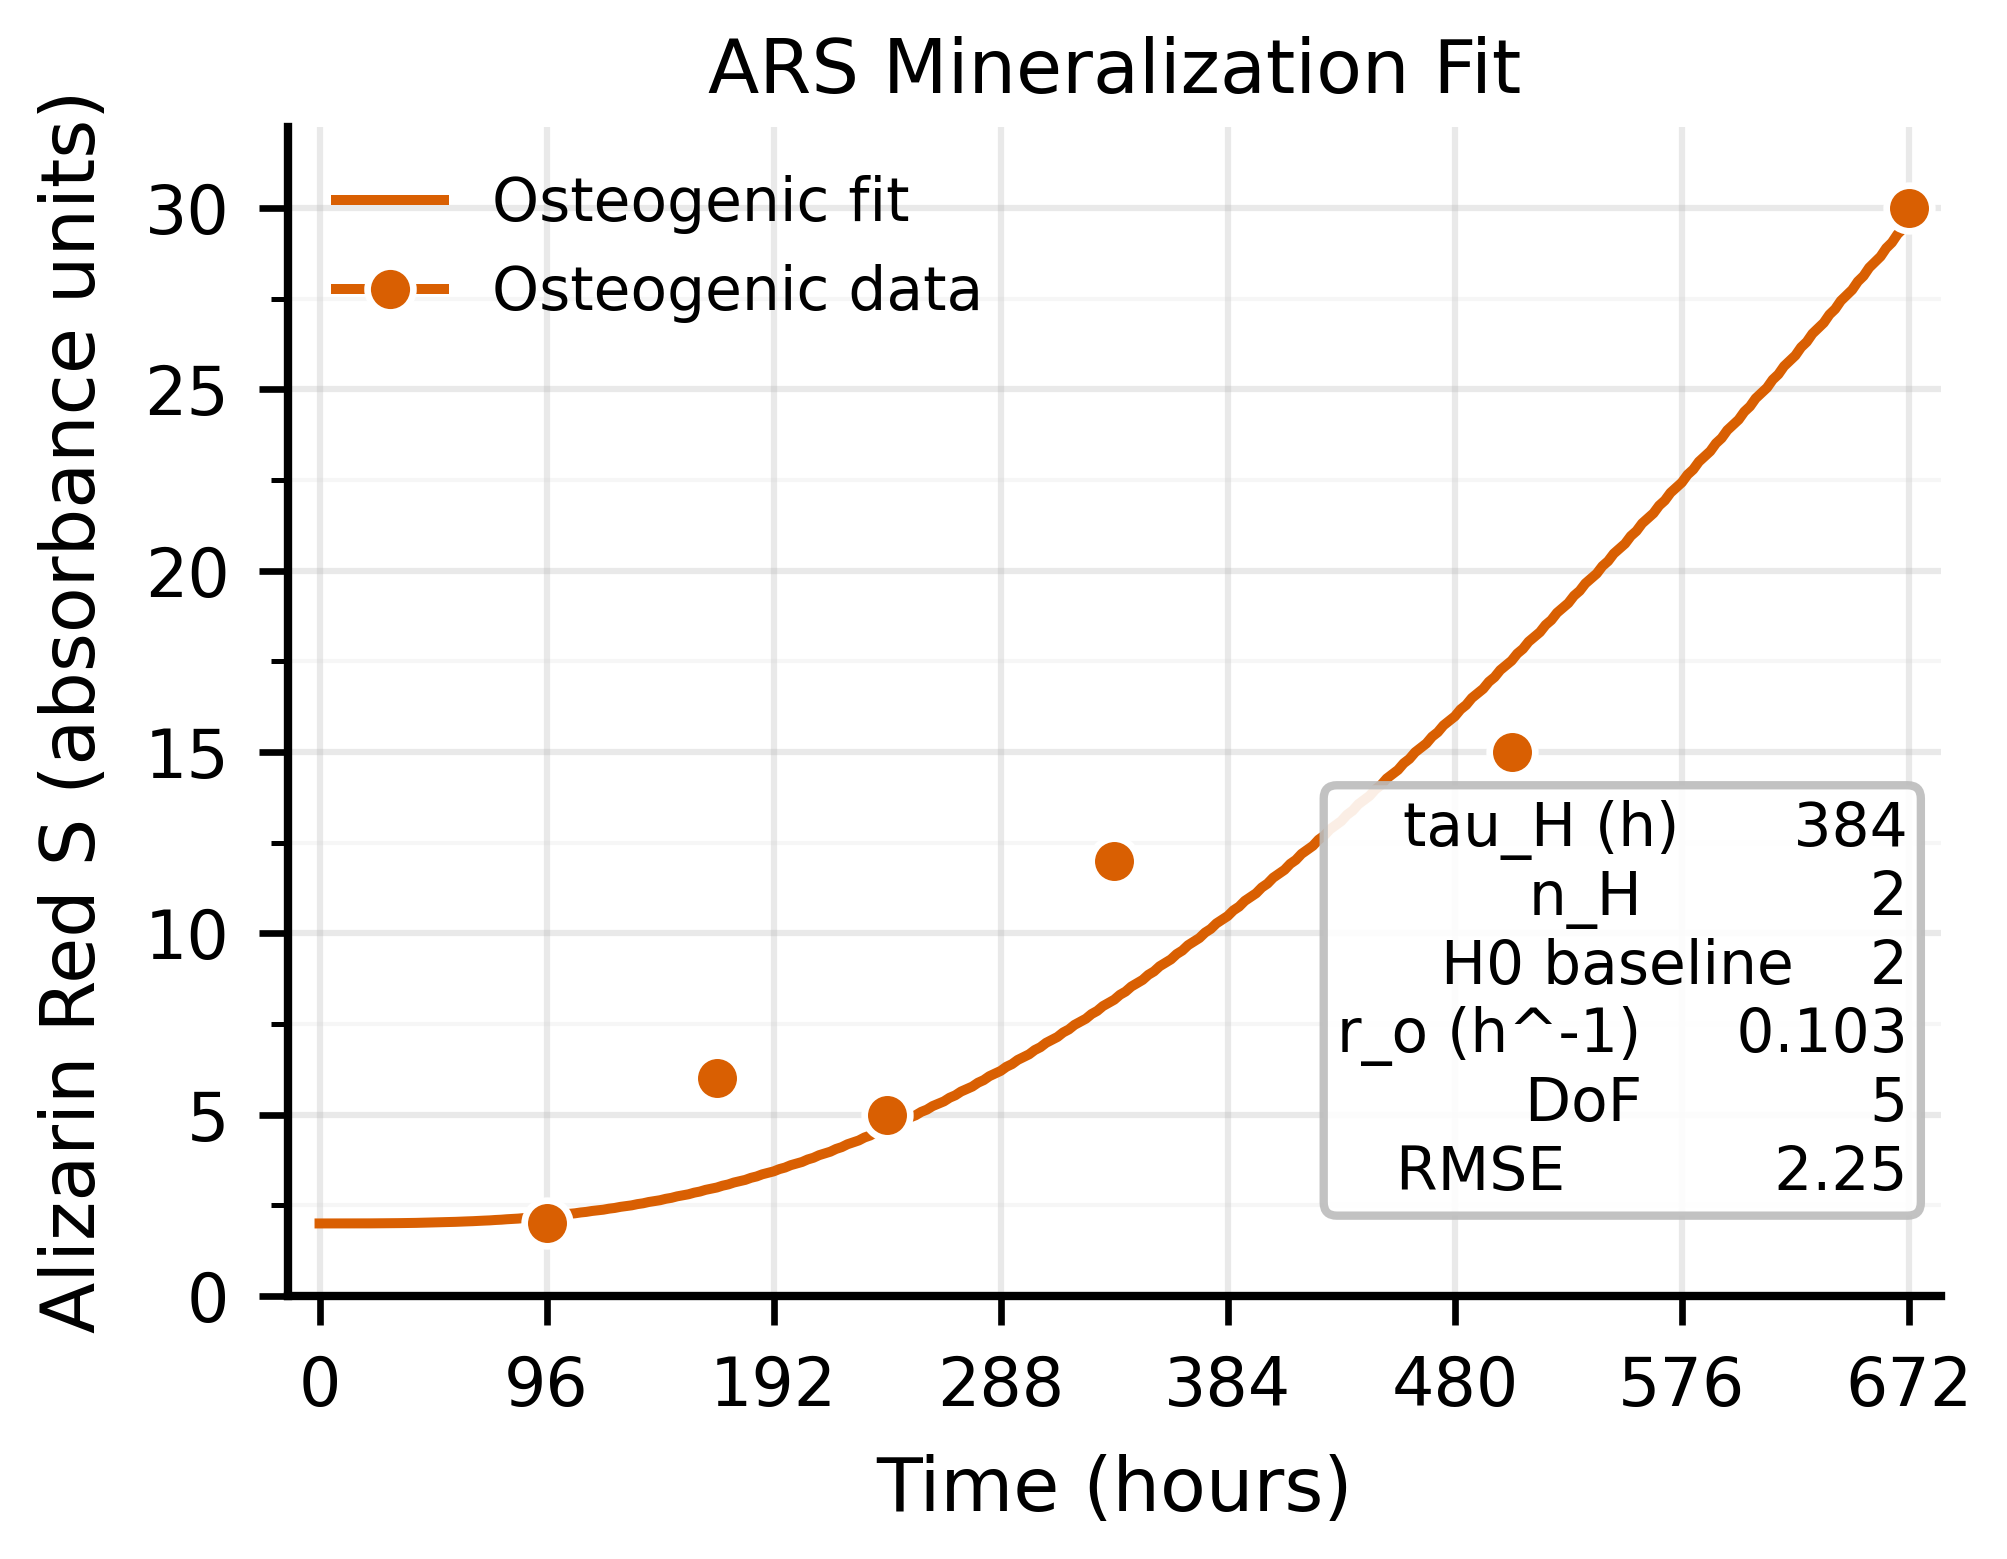 ARS Mineralization Fit
Alizarin Red S (absorbance units)
30
25
20
15
10
5
0
Osteogenic fit
Osteogenic data
tau_H (h) 384
n_H 2
H0 baseline 2
r_o (h^-1) 0.103
DoF 5
RMSE 2.25
0 96 192 288 384 480 576 672
Time (hours)